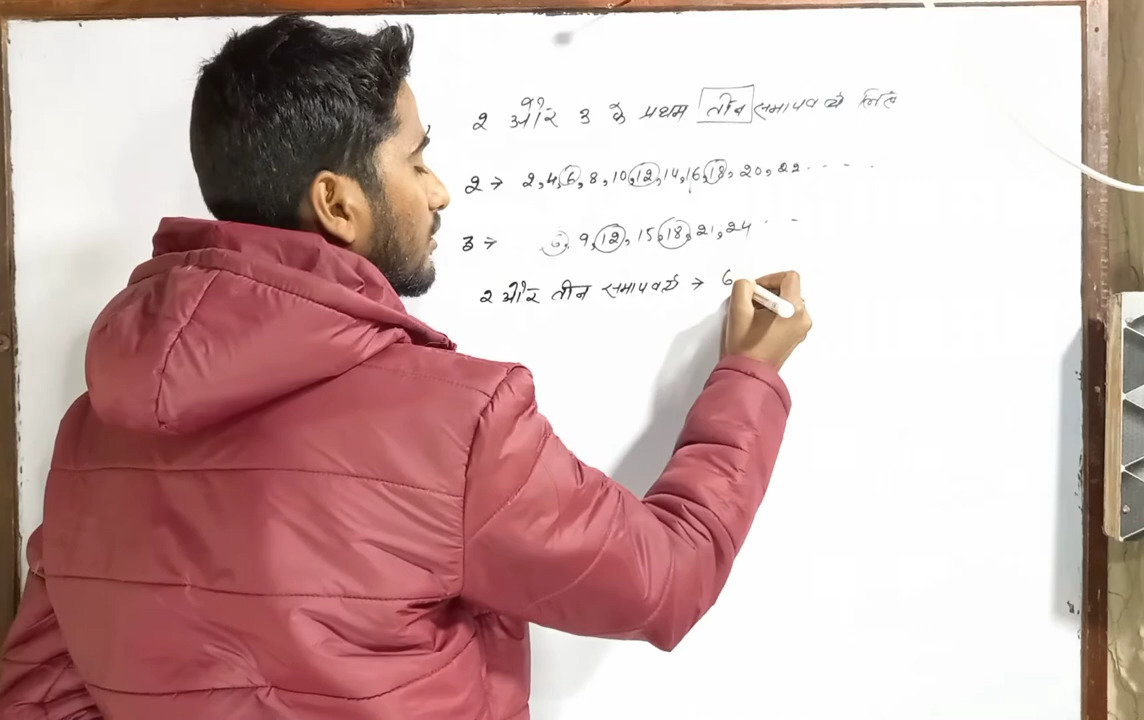 2 और 3 के प्रथम तीन समापवर्त्य लिखे
2 → 2, 4, 6, 8, 10, 12, 14, 16, 18, 20, 22 - - - .
3 → 6, 9, 12, 15, 18, 21, 24 - -
2 और तीन समापवर्त्य → 6